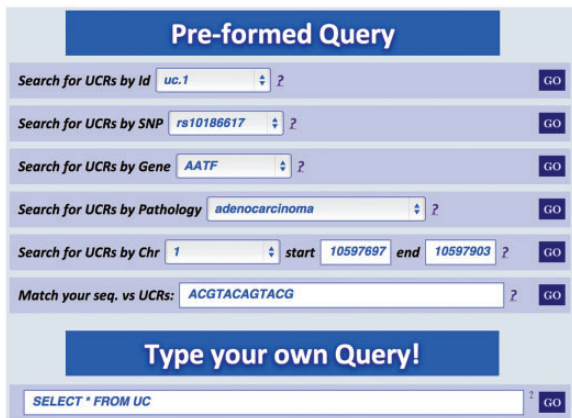 Pre-formed Query
Search for UCRs by Id uc.1 ? GO
Search for UCRs by SNP rs10186617 ? GO
Search for UCRs by Gene AATF ? GO
Search for UCRs by Pathology adenocarcinoma ? GO
Search for UCRs by Chr 1 start 10597697 end 10597903 ? GO
Match your seq. vs UCRs: ACGTACAGTACG ? GO
Type your own Query!
SELECT * FROM UC ? GO